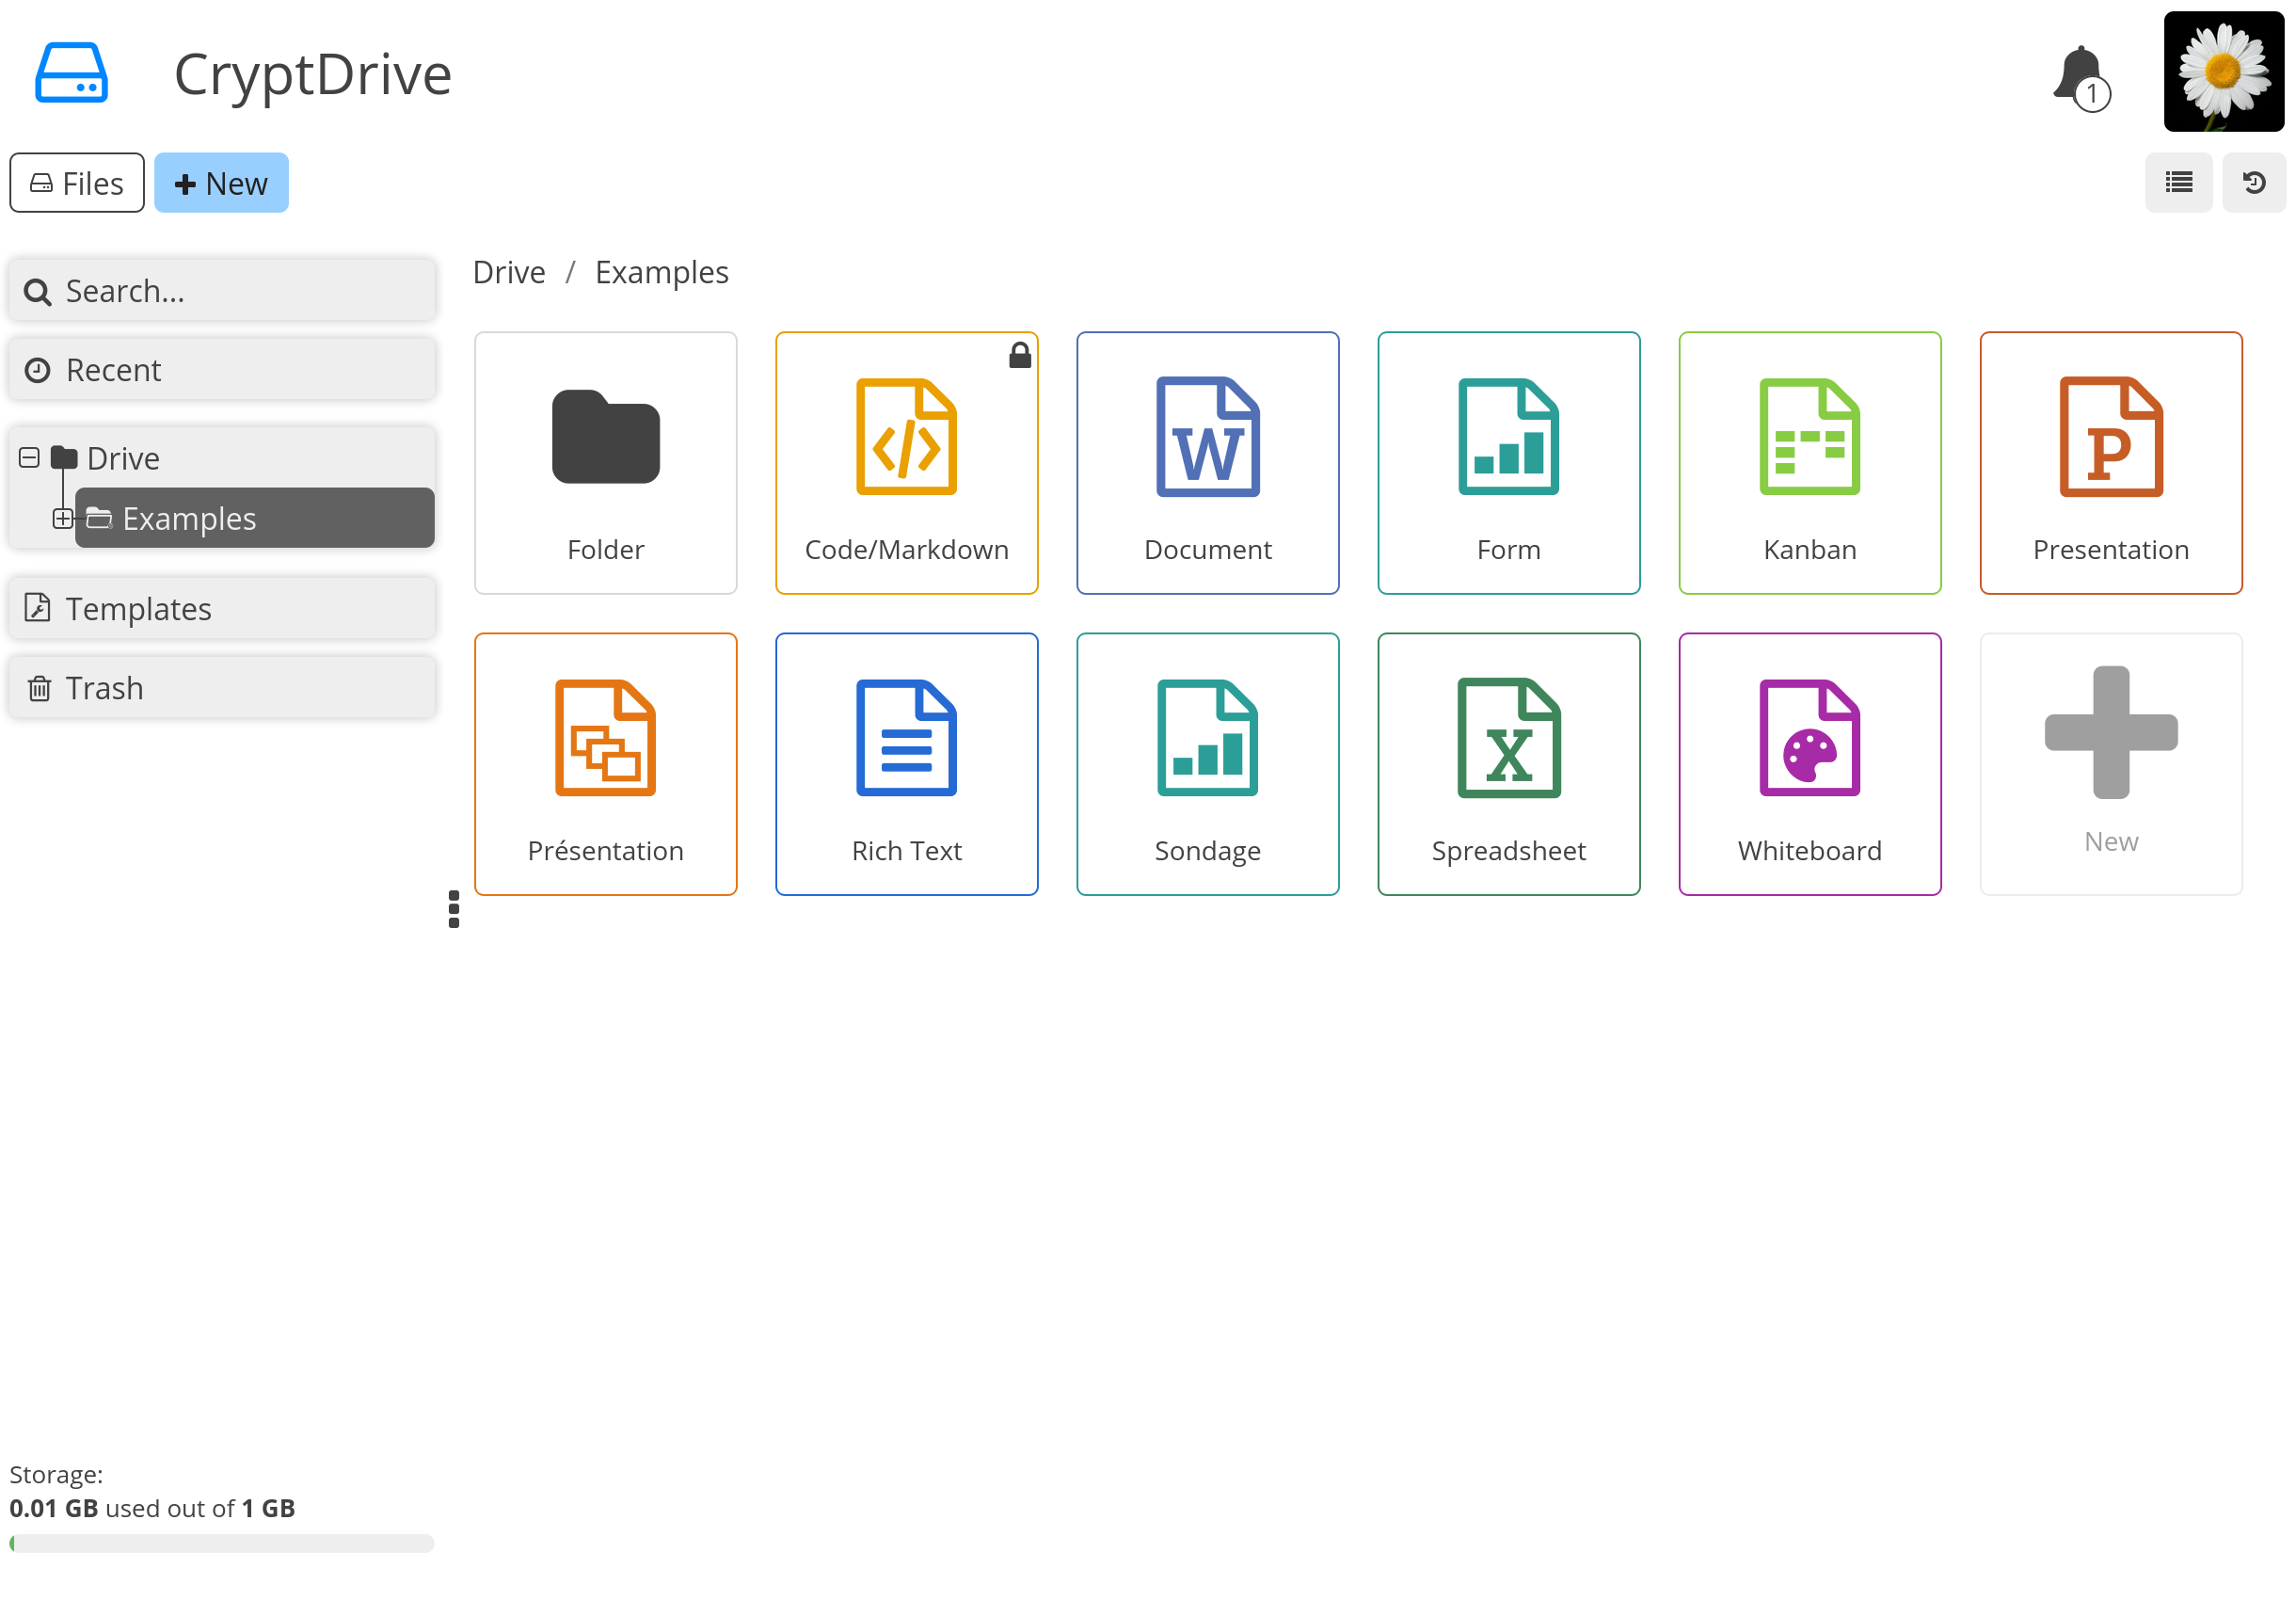 CryptDrive
1
Files
New
Search...
Recent
Drive
Examples
Templates
Trash
Drive / Examples
Folder
Code/Markdown
W
Document
Form
Kanban
P
Presentation
Présentation
Rich Text
Sondage
X
Spreadsheet
Whiteboard
New
Storage:
0.01 GB used out of 1 GB